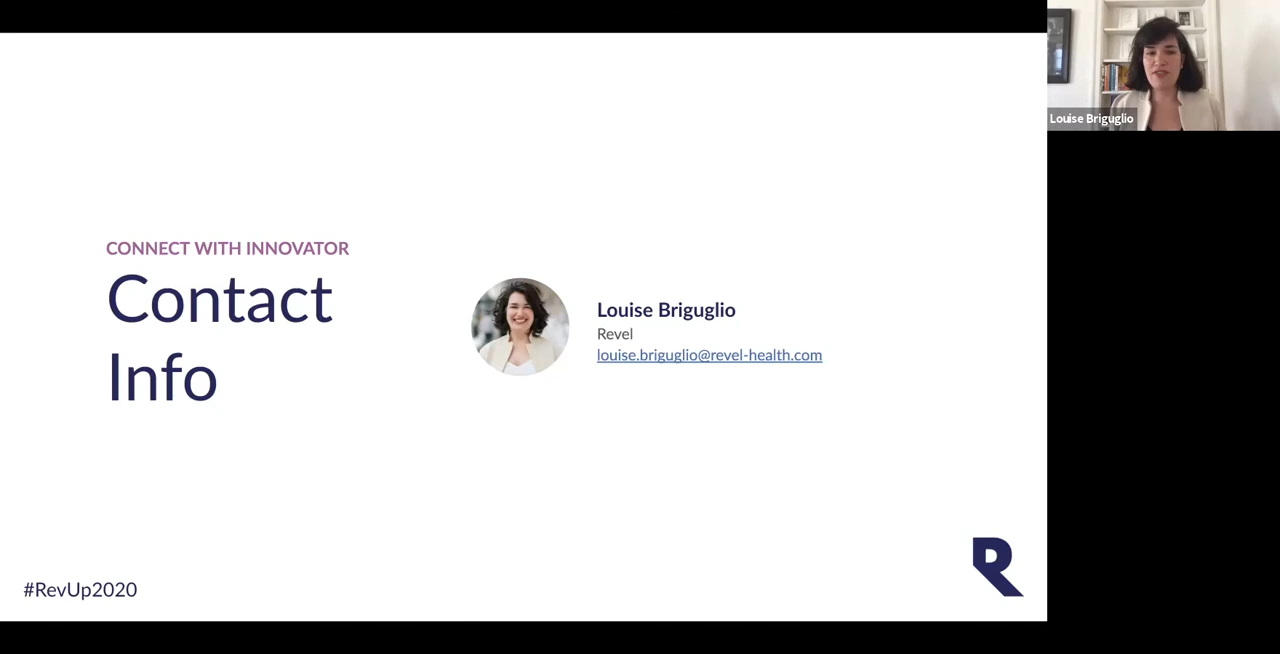 CONNECT WITH INNOVATOR
Contact
Info
Louise Briguglio
Revel
louise.briguglio@revel-health.com
#RevUp2020
R
Louise Briguglio